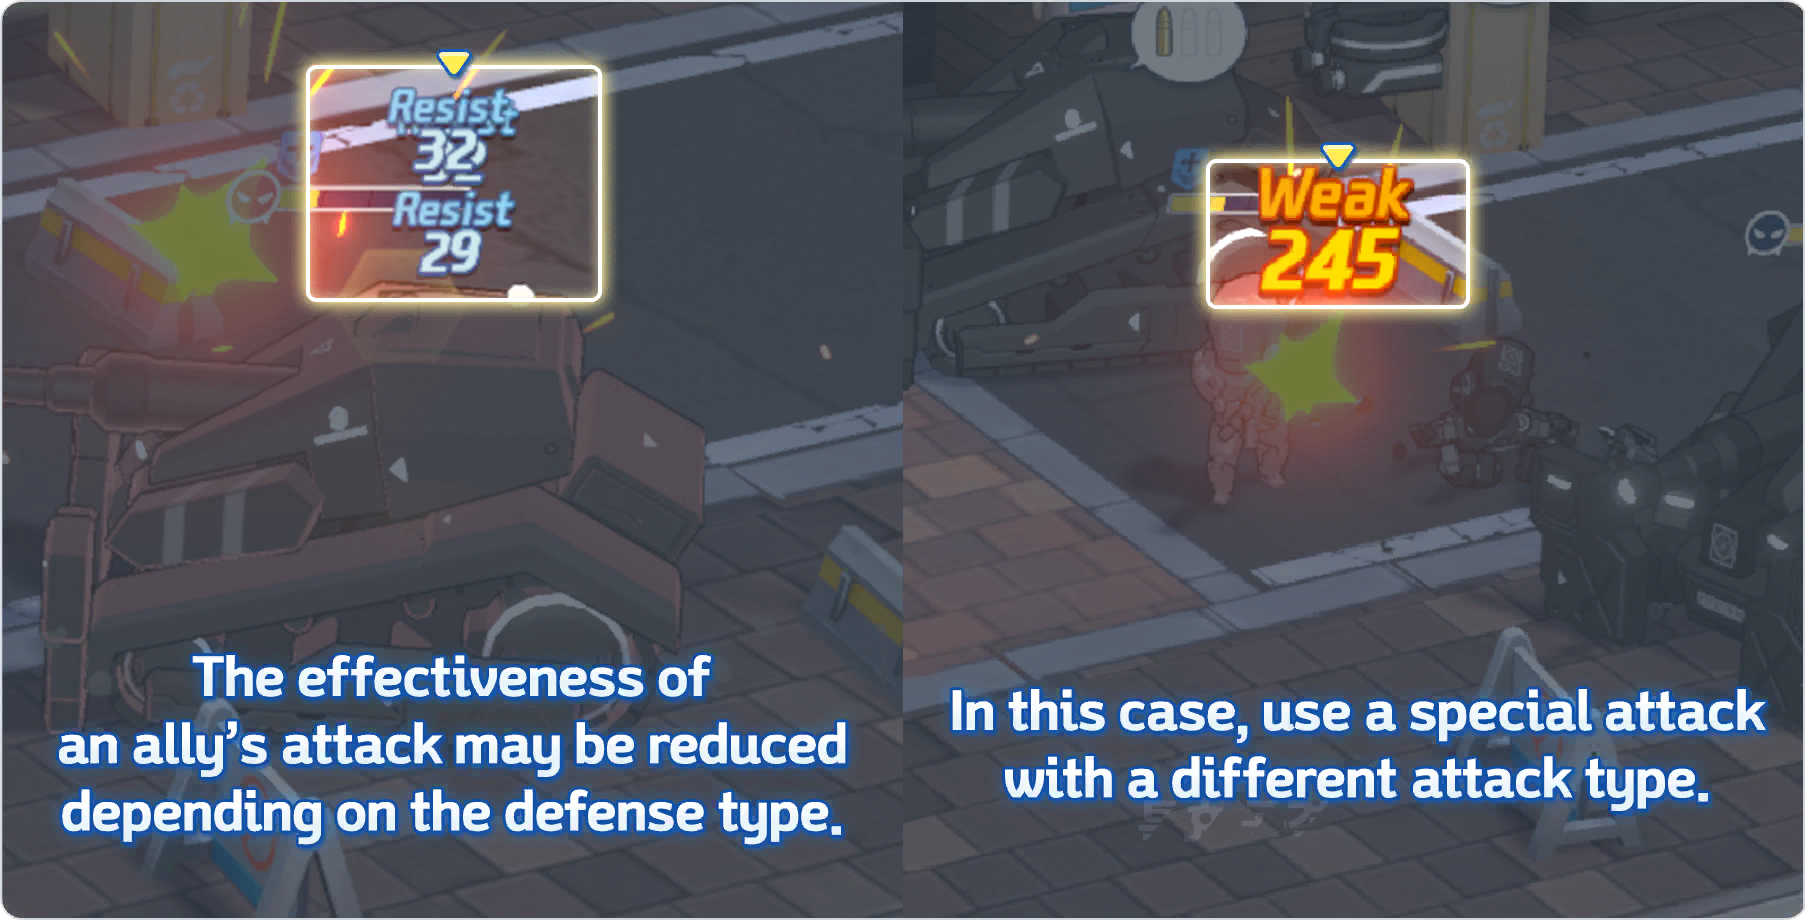 Resist
32
Resist
29
The effectiveness of
an ally's attack may be reduced
depending on the defense type.
Weak
245
In this case, use a special attack
with a different attack type.